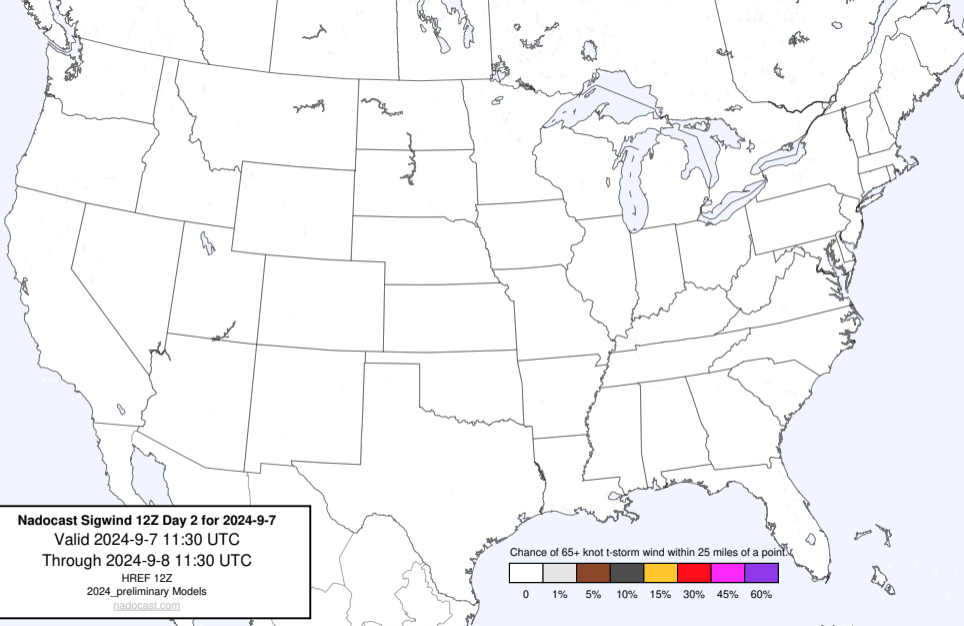 Nadocast Sigwind 12Z Day 2 for 2024-9-7
Valid 2024-9-7 11:30 UTC
Through 2024-9-8 11:30 UTC
HREF 12Z
2024_preliminary Models
nadocast.com
Chance of 65+ knot t-storm wind within 25 miles of a point.
0 1% 5% 10% 15% 30% 45% 60%